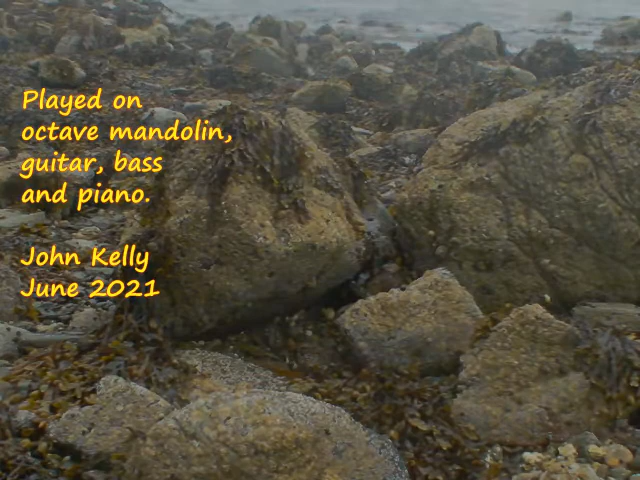 Played on
octave mandolin,
guitar, bass
and piano.
John Kelly
June 2021